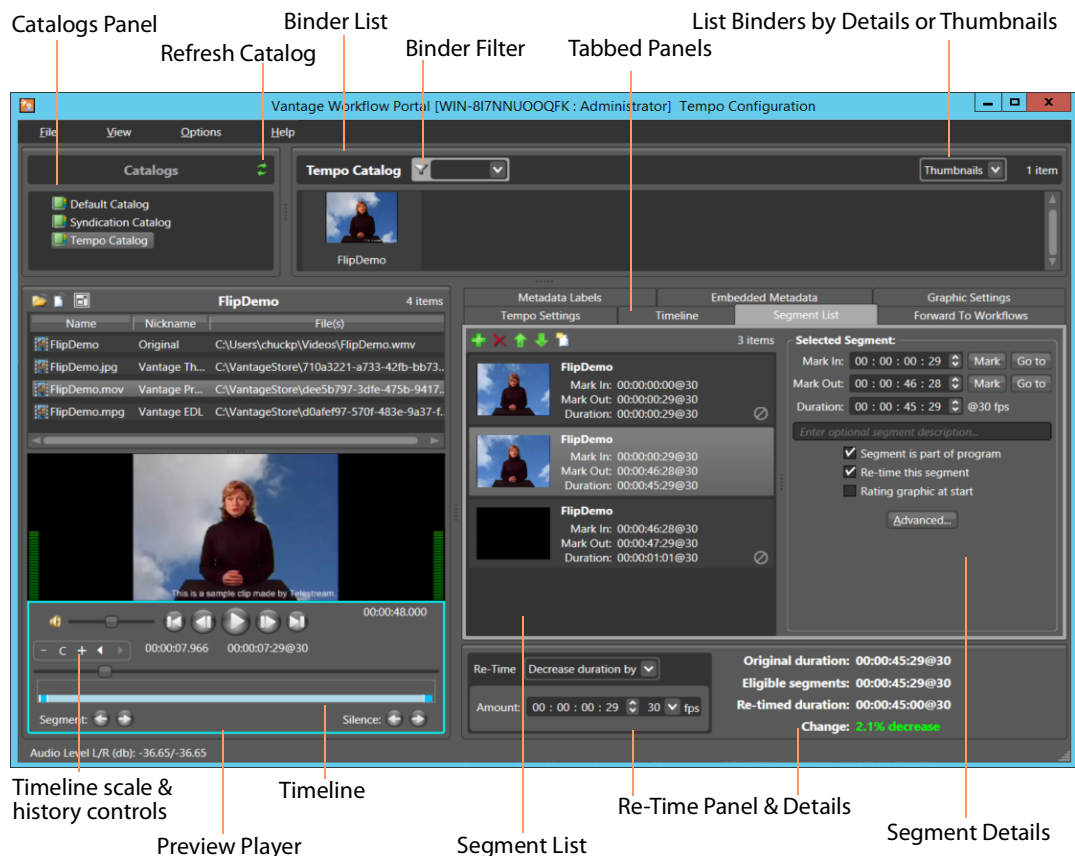 Catalogs Panel
Binder List
List Binders by Details or Thumbnails
Refresh Catalog
Binder Filter
Tabbed Panels
Vantage Workflow Portal [WIN-8I7NNUOOQFK : Administrator]  Tempo Configuration
File View Options Help
Catalogs
Tempo Catalog
Thumbnails
1 item
Default Catalog
Syndication Catalog
Tempo Catalog
FlipDemo
FlipDemo
4 items
Name Nickname File(s)
FlipDemo Original C:\Users\chuckp\Videos\FlipDemo.wmv
FlipDemo.jpg Vantage Th... C:\VantageStore\710a3221-a733-42fb-bb73...
FlipDemo.mov Vantage Pr... C:\VantageStore\dee5b797-3dfe-475b-9417...
FlipDemo.mpg Vantage EDL C:\VantageStore\d0afef97-570f-483e-9a37-f...
This is a sample clip made by Telestream.
00:00:48.000
- C +
00:00:07.966 00:00:07:29@30
Segment:
Silence:
Audio Level L/R (db): -36.65/-36.65
Metadata Labels Embedded Metadata Graphic Settings
Tempo Settings Timeline Segment List Forward To Workflows
3 items
FlipDemo
Mark In: 00:00:00:00@30
Mark Out: 00:00:00:29@30
Duration: 00:00:00:29@30
FlipDemo
Mark In: 00:00:00:29@30
Mark Out: 00:00:46:28@30
Duration: 00:00:45:29@30
FlipDemo
Mark In: 00:00:46:28@30
Mark Out: 00:00:47:29@30
Duration: 00:00:01:01@30
Selected Segment:
Mark In: 00 : 00 : 00 : 29 Mark Go to
Mark Out: 00 : 00 : 46 : 28 Mark Go to
Duration: 00 : 00 : 45 : 29 @30 fps
Enter optional segment description...
Segment is part of program
Re-time this segment
Rating graphic at start
Advanced...
Re-Time Decrease duration by
Amount: 00 : 00 : 00 : 29 30 fps
Original duration: 00:00:45:29@30
Eligible segments: 00:00:45:29@30
Re-timed duration: 00:00:45:00@30
Change: 2.1% decrease
Timeline scale &
history controls
Timeline
Re-Time Panel & Details
Preview Player
Segment List
Segment Details